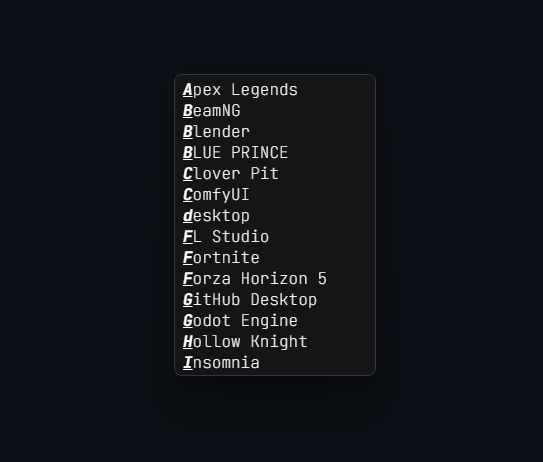 Apex Legends
BeamNG
Blender
BLUE PRINCE
Clover Pit
ComfyUI
desktop
FL Studio
Fortnite
Forza Horizon 5
GitHub Desktop
Godot Engine
Hollow Knight
Insomnia